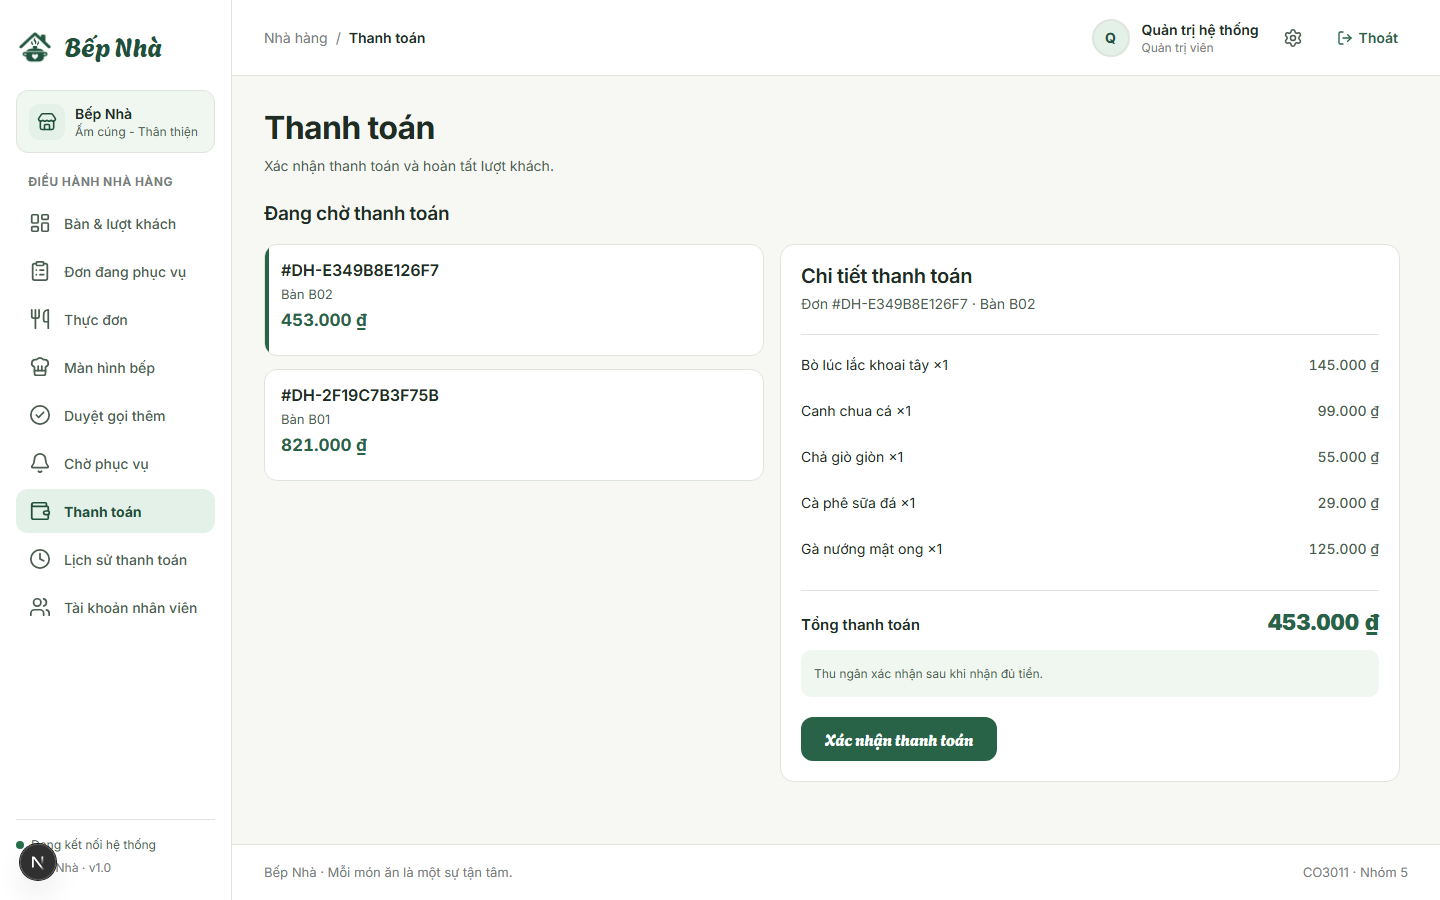 Bếp Nhà
Bếp Nhà
Ấm cúng - Thân thiện
ĐIỀU HÀNH NHÀ HÀNG
Bàn & lượt khách
Đơn đang phục vụ
Thực đơn
Màn hình bếp
Duyệt gọi thêm
Chờ phục vụ
Thanh toán
Lịch sử thanh toán
Tài khoản nhân viên
kết nối hệ thống
N
Nhà · v1.0
Nhà hàng / Thanh toán
Q
Quản trị hệ thống
Quản trị viên
Thoát
Thanh toán
Xác nhận thanh toán và hoàn tất lượt khách.
Đang chờ thanh toán
#DH-E349B8E126F7
Bàn B02
453.000 ₫
#DH-2F19C7B3F75B
Bàn B01
821.000 ₫
Chi tiết thanh toán
Đơn #DH-E349B8E126F7 · Bàn B02
Bò lúc lắc khoai tây ×1 145.000 ₫
Canh chua cá ×1 99.000 ₫
Chả giò giòn ×1 55.000 ₫
Cà phê sữa đá ×1 29.000 ₫
Gà nướng mật ong ×1 125.000 ₫
Tổng thanh toán 453.000 ₫
Thu ngân xác nhận sau khi nhận đủ tiền.
Xác nhận thanh toán
Bếp Nhà · Mỗi món ăn là một sự tận tâm.
CO3011 · Nhóm 5